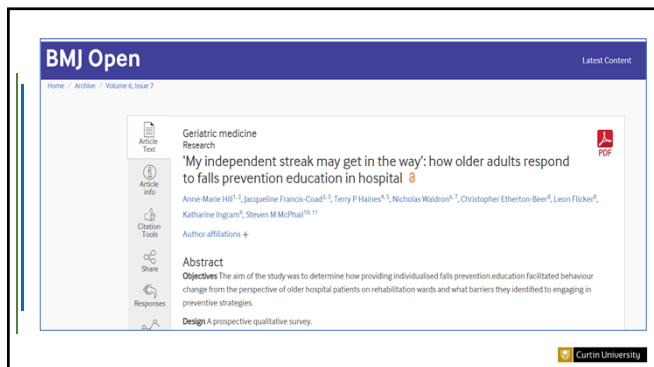 BMJ Open
Latest Content
Home / Archive / Volume 6, Issue 7
Article
Text
Article
info
Citation
Tools
Share
Responses
Geriatric medicine
Research
PDF
'My independent streak may get in the way': how older adults respond
to falls prevention education in hospital
Anne-Marie Hill1, 2, Jacqueline Francis-Coad2, 3, Terry P Haines4, 5, Nicholas Waldron6, 7, Christopher Etherton-Beer8, Leon Flicker8,
Katharine Ingram9, Steven M McPhail10, 11
Author affiliations +
Abstract
Objectives The aim of the study was to determine how providing individualised falls prevention education facilitated behaviour
change from the perspective of older hospital patients on rehabilitation wards and what barriers they identified to engaging in
preventive strategies.
Design A prospective qualitative survey.
Curtin University